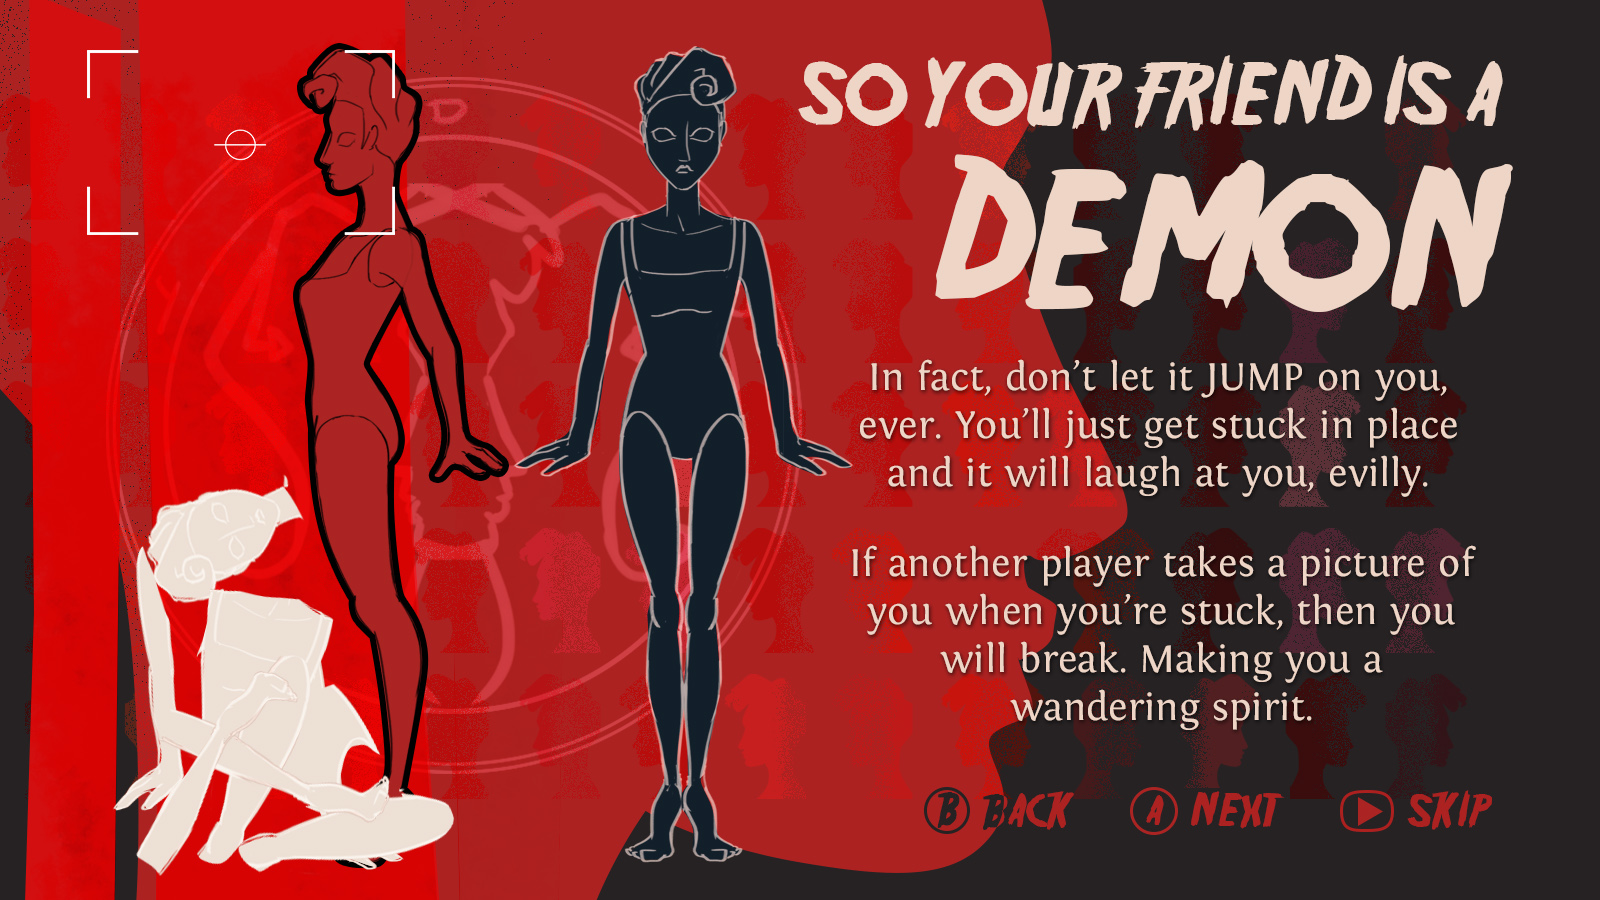 SO YOUR FRIEND IS A
DEMON
In fact, don't let it JUMP on you,
ever. You'll just get stuck in place
and it will laugh at you, evilly.
If another player takes a picture of
you when you're stuck, then you
will break. Making you a
wandering spirit.
B BACK A NEXT SKIP